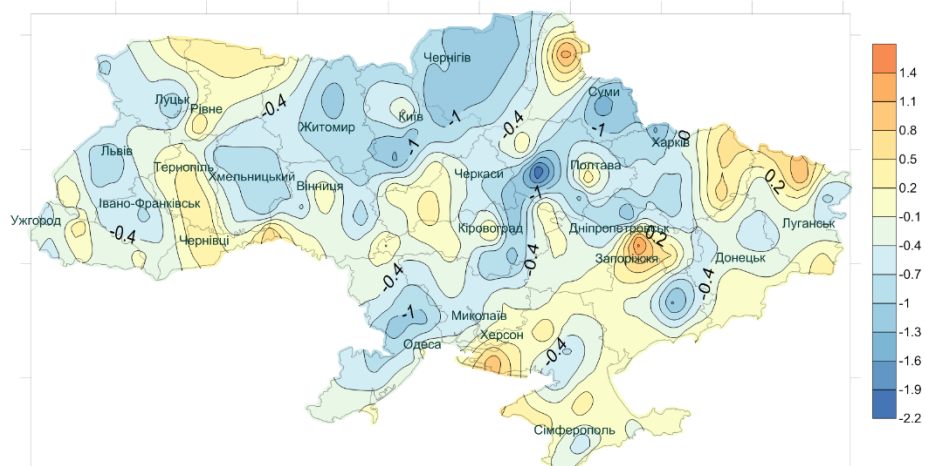 Чернігів
1.4
Суми
1.1
Луцьк
Рівне
-0.4
Київ
Житомир
-1
-0.4
-1
0.8
-1
Харків
0
0.5
Львів
Тернопіль
Хмельницький
Вінниця
Черкаси
Полтава
0.2
0.2
-1
-0.1
Ужгород
Івано-Франківськ
-0.4
Чернівці
Кіровоград
Дніпропетровськ
0.2
Луганськ
-0.4
-0.4
-0.4
Запоріжжя
Донецьк
-0.4
-0.7
-1
Миколаїв
-1
Одеса
Херсон
-0.4
-1.3
-1.6
-1.9
Сімферополь
-2.2